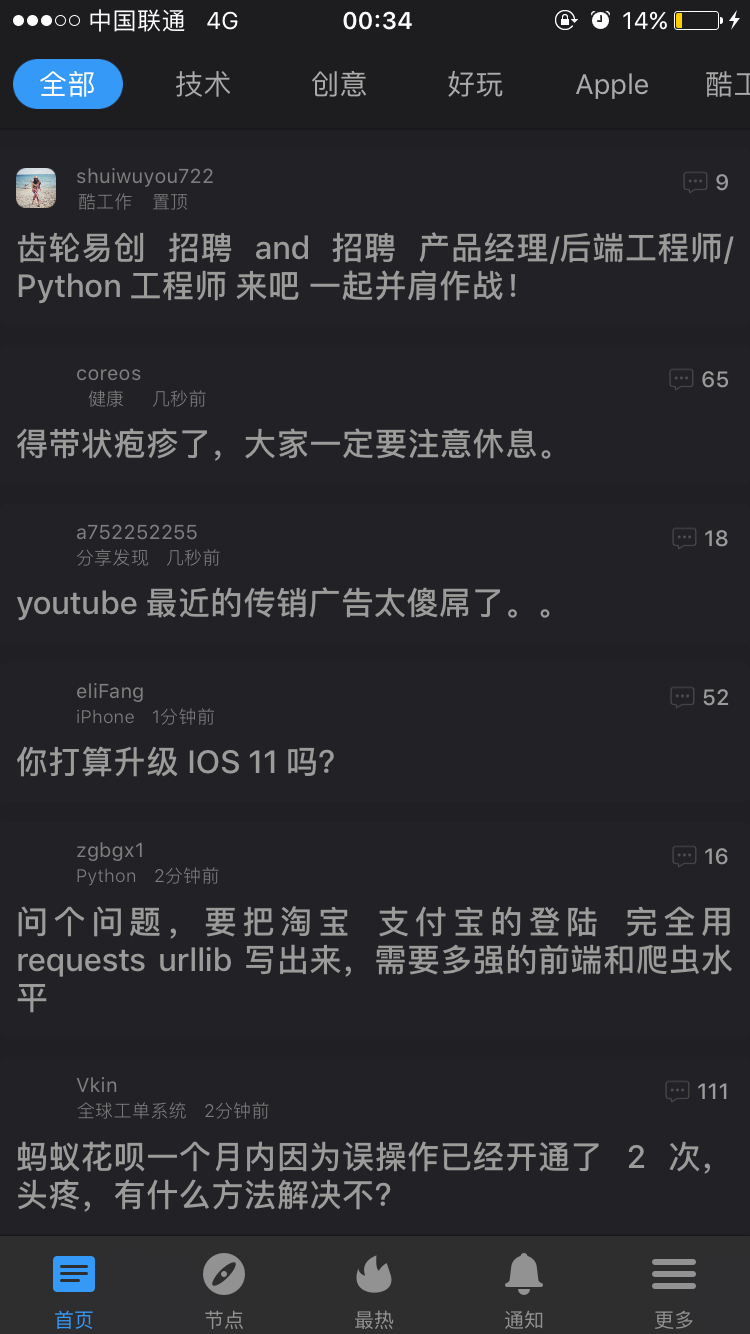 中国联通 4G 00:34 14%
全部 技术 创意 好玩 Apple 酷工
shuiwuyou722 9
酷工作 置顶
齿轮易创 招聘 and 招聘 产品经理/后端工程师/
Python 工程师 来吧 一起并肩作战！
coreos 65
健康 几秒前
得带状疱疹了，大家一定要注意休息。
a752252255 18
分享发现 几秒前
youtube 最近的传销广告太傻屌了。。
eliFang 52
iPhone 1分钟前
你打算升级 IOS 11 吗？
zgbgx1 16
Python 2分钟前
问个问题，要把淘宝 支付宝的登陆 完全用
requests urllib 写出来，需要多强的前端和爬虫水
平
Vkin 111
全球工单系统 2分钟前
蚂蚁花呗一个月内因为误操作已经开通了 2 次，
头疼，有什么方法解决不？
首页 节点 最热 通知 更多